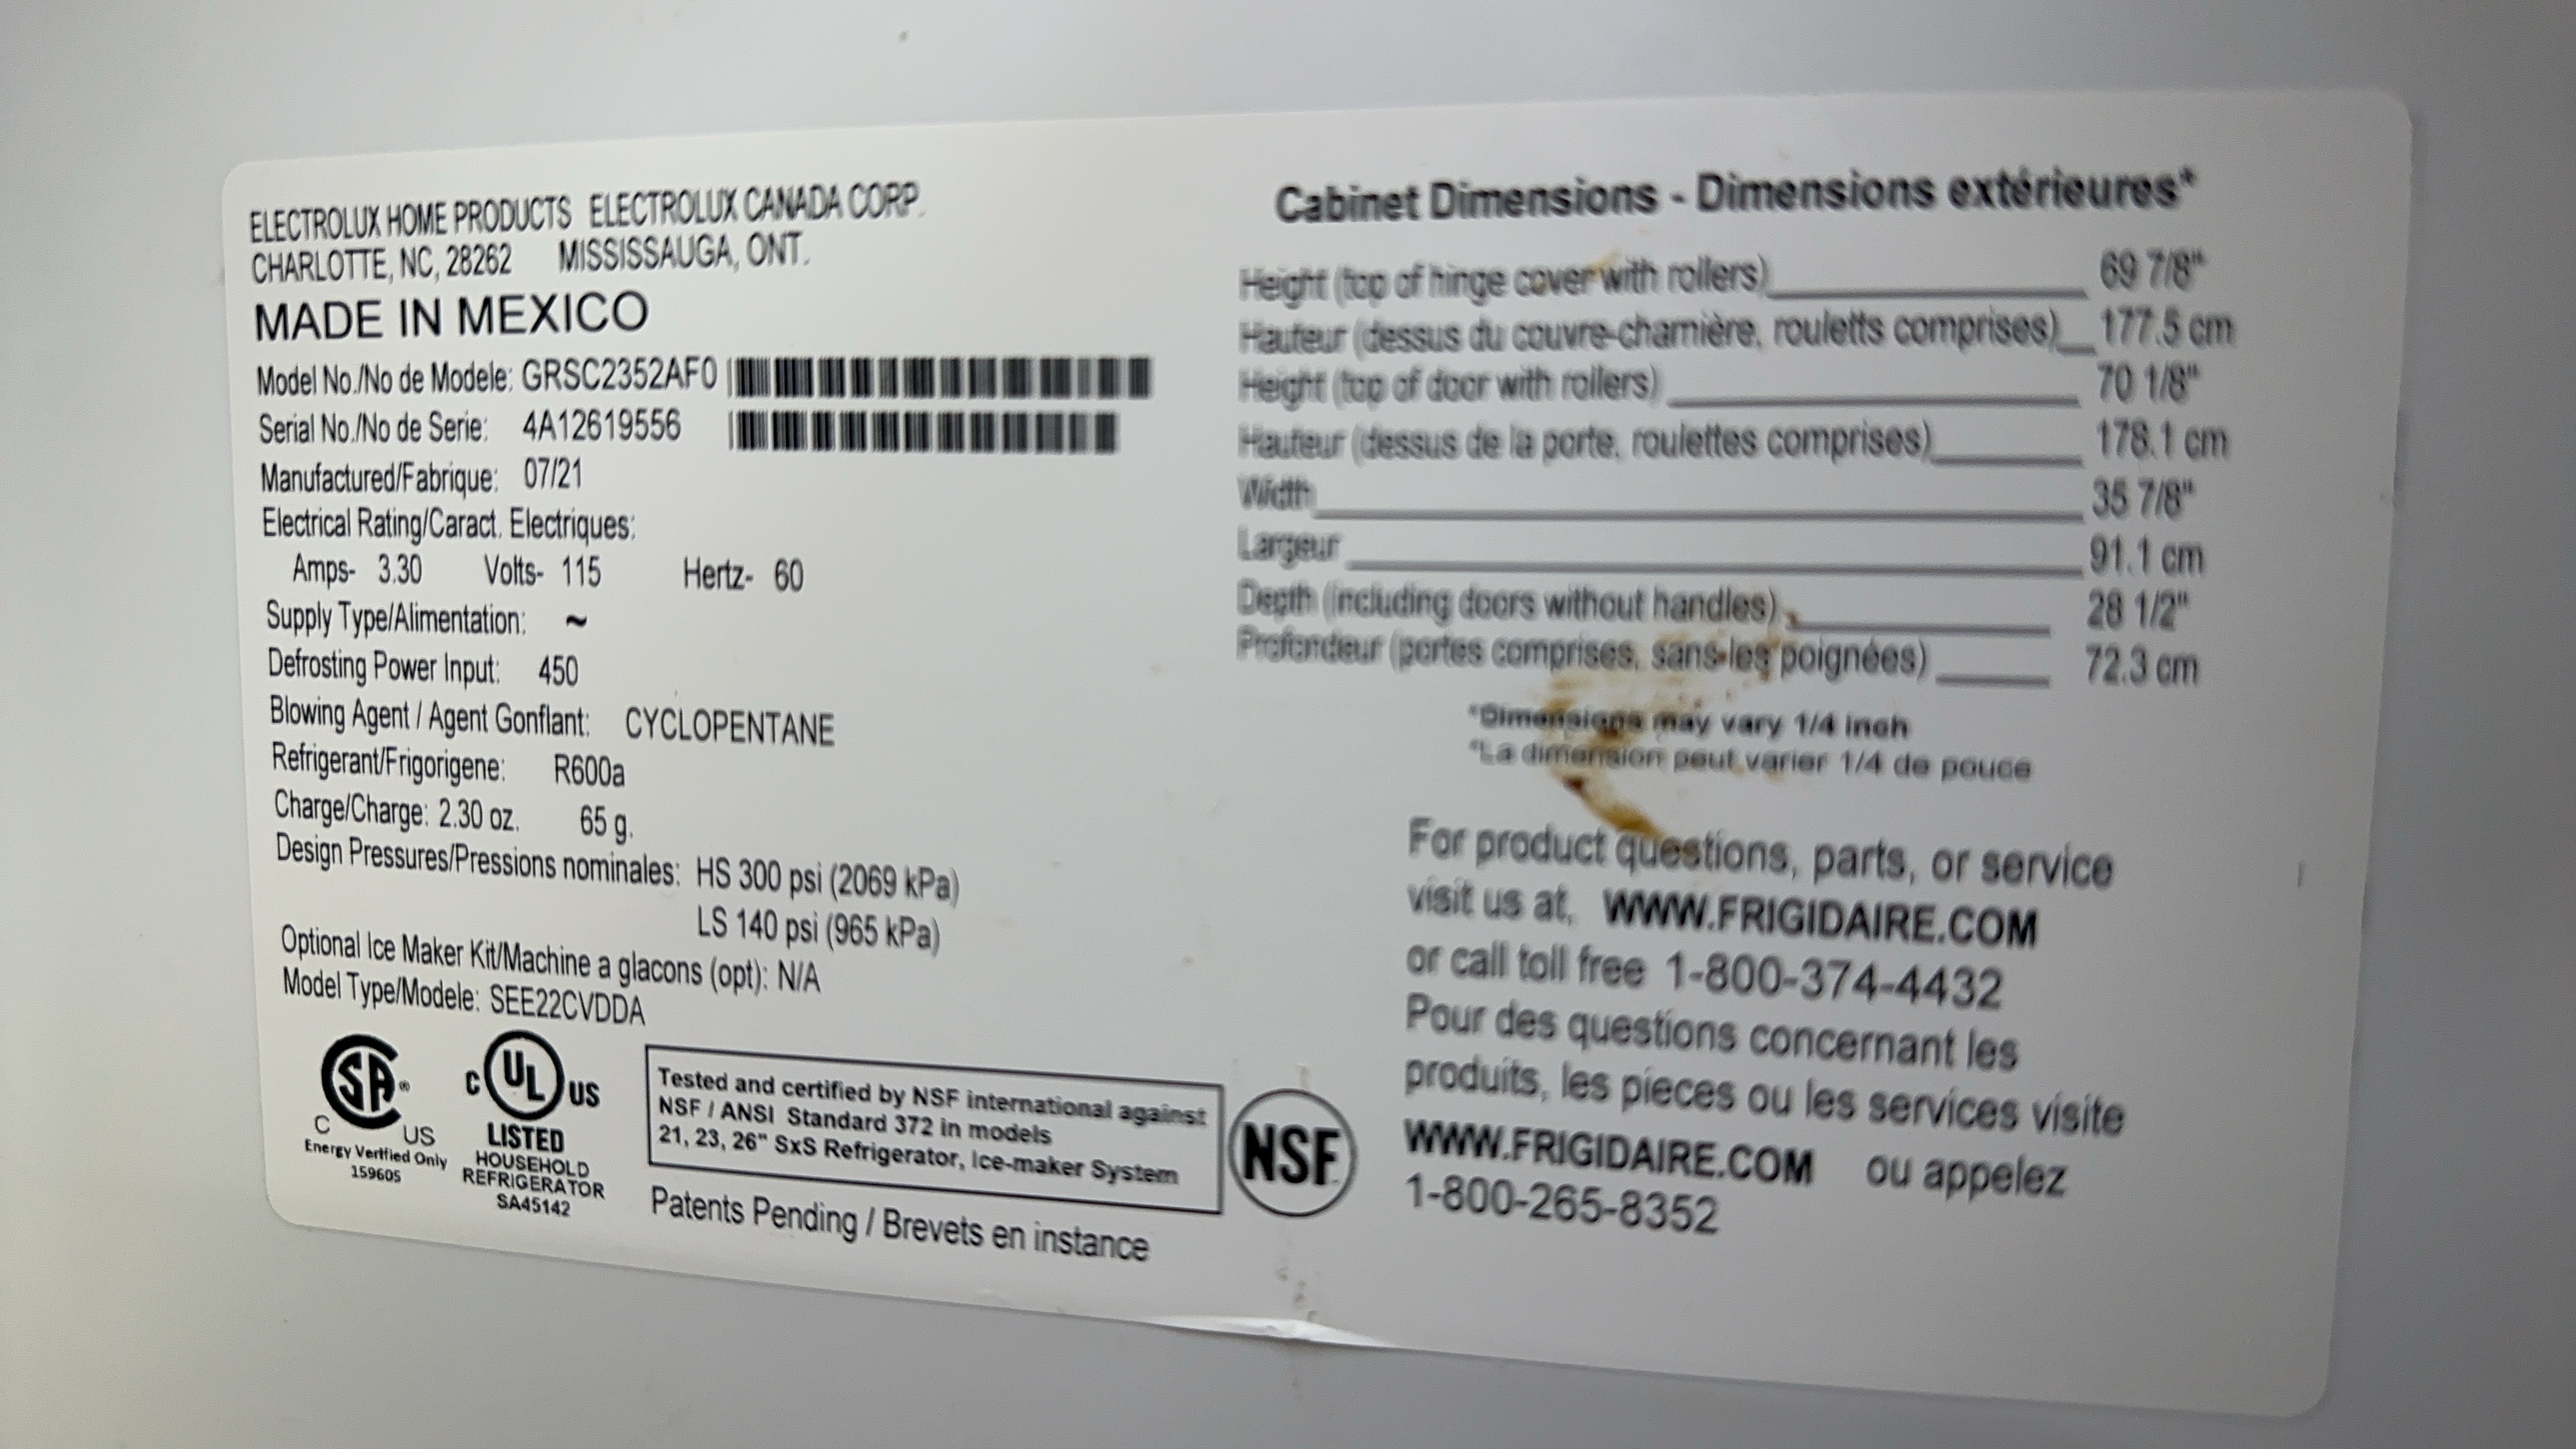 ELECTROLUX HOME PRODUCTS ELECTROLUX CANADA CORP.
CHARLOTTE, NC, 28262 MISSISSAUGA, ONT.
MADE IN MEXICO
Model No./No de Modele: GRSC2352AF0
Serial No./No de Serie: 4A12619556
Manufactured/Fabrique: 07/21
Electrical Rating/Caract. Electriques:
Amps- 3.30 Volts- 115 Hertz- 60
Supply Type/Alimentation: ~
Defrosting Power Input: 450
Blowing Agent / Agent Gonflant: CYCLOPENTANE
Refrigerant/Frigorigene: R600a
Charge/Charge: 2.30 oz. 65 g.
Design Pressures/Pressions nominales: HS 300 psi (2069 kPa)
LS 140 psi (965 kPa)
Optional Ice Maker Kit/Machine a glacons (opt): N/A
Model Type/Modele: SEE22CVDDA
SA®
C US
Energy Verified Only
159605
C UL US
LISTED
HOUSEHOLD
REFRIGERATOR
SA45142
Tested and certified by NSF international against
NSF / ANSI Standard 372 in models
21, 23, 26" SxS Refrigerator, Ice-maker System
NSF
Patents Pending / Brevets en instance
Cabinet Dimensions - Dimensions extérieures*
Height (top of hinge cover with rollers) 69 7/8"
Hauteur (dessus du couvre-charnière, rouletts comprises) 177.5 cm
Height (top of door with rollers) 70 1/8"
Hauteur (dessus de la porte, roulettes comprises) 178.1 cm
Width 35 7/8"
Largeur 91.1 cm
Depth (including doors without handles) 28 1/2"
Profondeur (portes comprises, sans les poignées) 72.3 cm
*Dimensions may vary 1/4 inch
*La dimension peut varier 1/4 de pouce
For product questions, parts, or service
visit us at, WWW.FRIGIDAIRE.COM
or call toll free 1-800-374-4432
Pour des questions concernant les
produits, les pieces ou les services visite
WWW.FRIGIDAIRE.COM ou appelez
1-800-265-8352